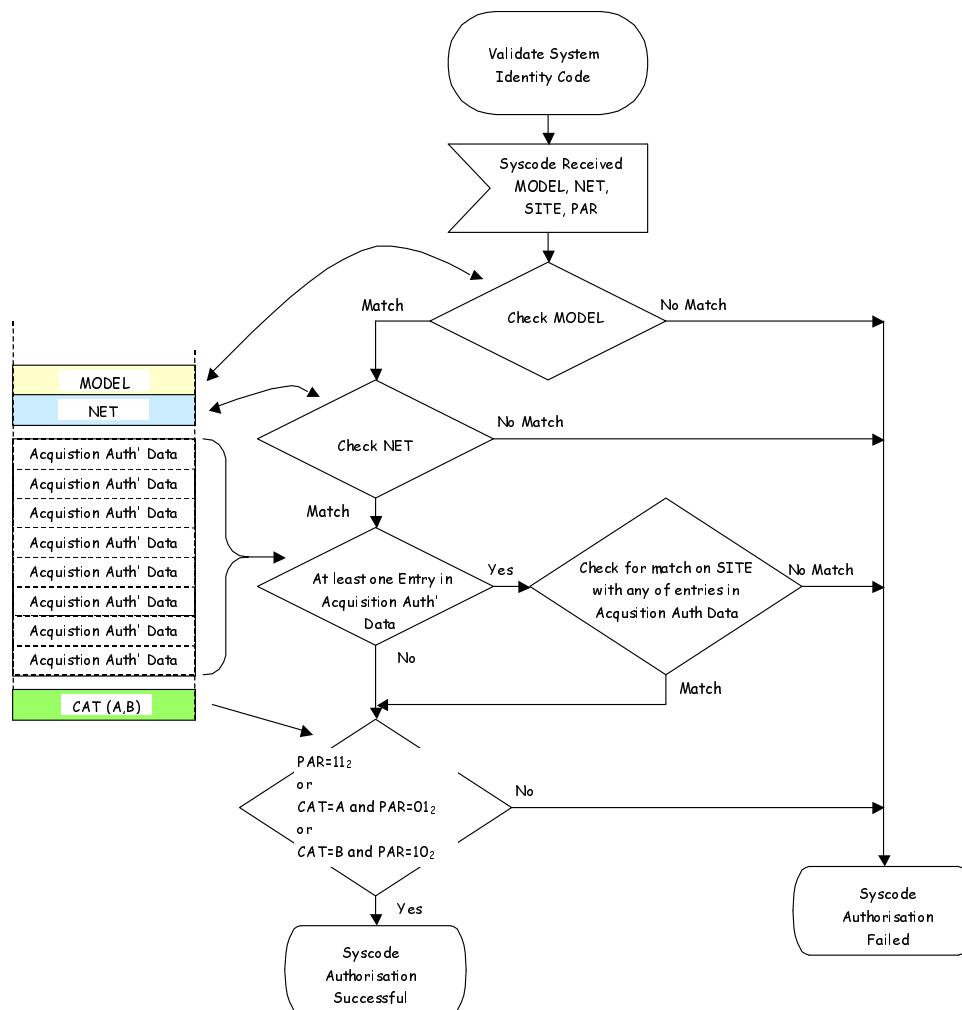 Validate System
Identity Code
Syscode Received
MODEL, NET,
SITE, PAR
Match
Check MODEL
No Match
MODEL
NET
Check NET
No Match
Acquistion Auth' Data
Acquistion Auth' Data
Acquistion Auth' Data
Acquistion Auth' Data
Acquistion Auth' Data
Acquistion Auth' Data
Acquistion Auth' Data
Acquistion Auth' Data
Match
At least one Entry in
Acquisition Auth'
Data
Yes
Check for match on SITE
with any of entries in
Acqusition Auth Data
No Match
No
Match
CAT (A,B)
PAR=11₂
or
CAT=A and PAR=01₂
or
CAT=B and PAR=10₂
No
Yes
Syscode
Authorisation
Successful
Syscode
Authorisation
Failed